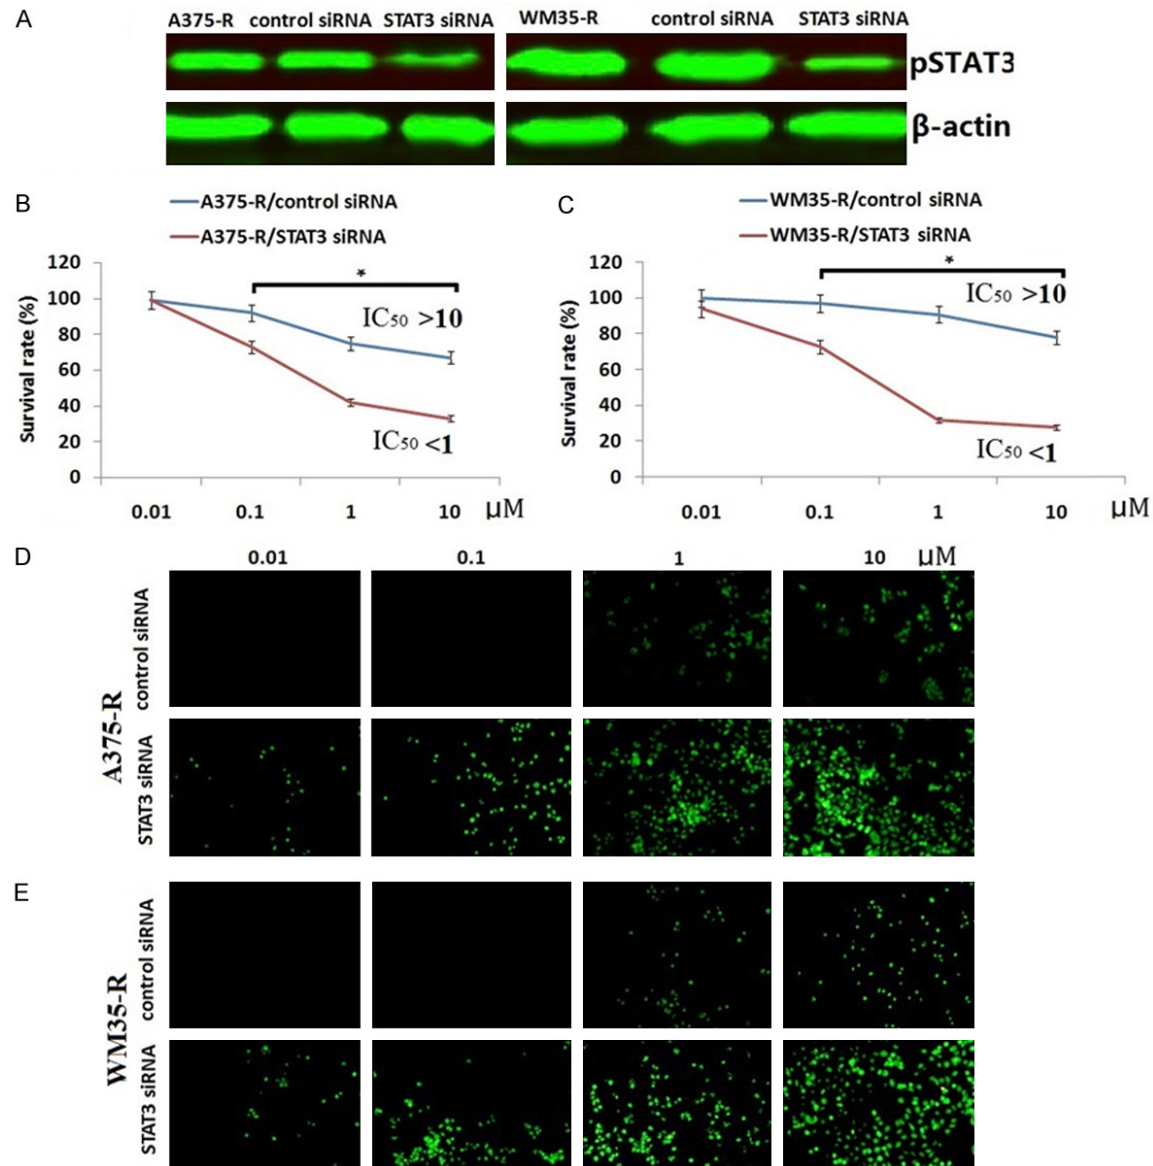 A
A375-R control siRNA STAT3 siRNA WM35-R control siRNA STAT3 siRNA
pSTAT3
β-actin
B
A375-R/control siRNA
A375-R/STAT3 siRNA
120
100
80
60
40
20
0
Survival rate (%)
*
IC50 >10
IC50 <1
0.01 0.1 1 10 μM
C
WM35-R/control siRNA
WM35-R/STAT3 siRNA
120
100
80
60
40
20
0
Survival rate (%)
*
IC50 >10
IC50 <1
0.01 0.1 1 10 μM
D
0.01 0.1 1 10 μM
A375-R
control siRNA
STAT3 siRNA
E
WM35-R
control siRNA
STAT3 siRNA